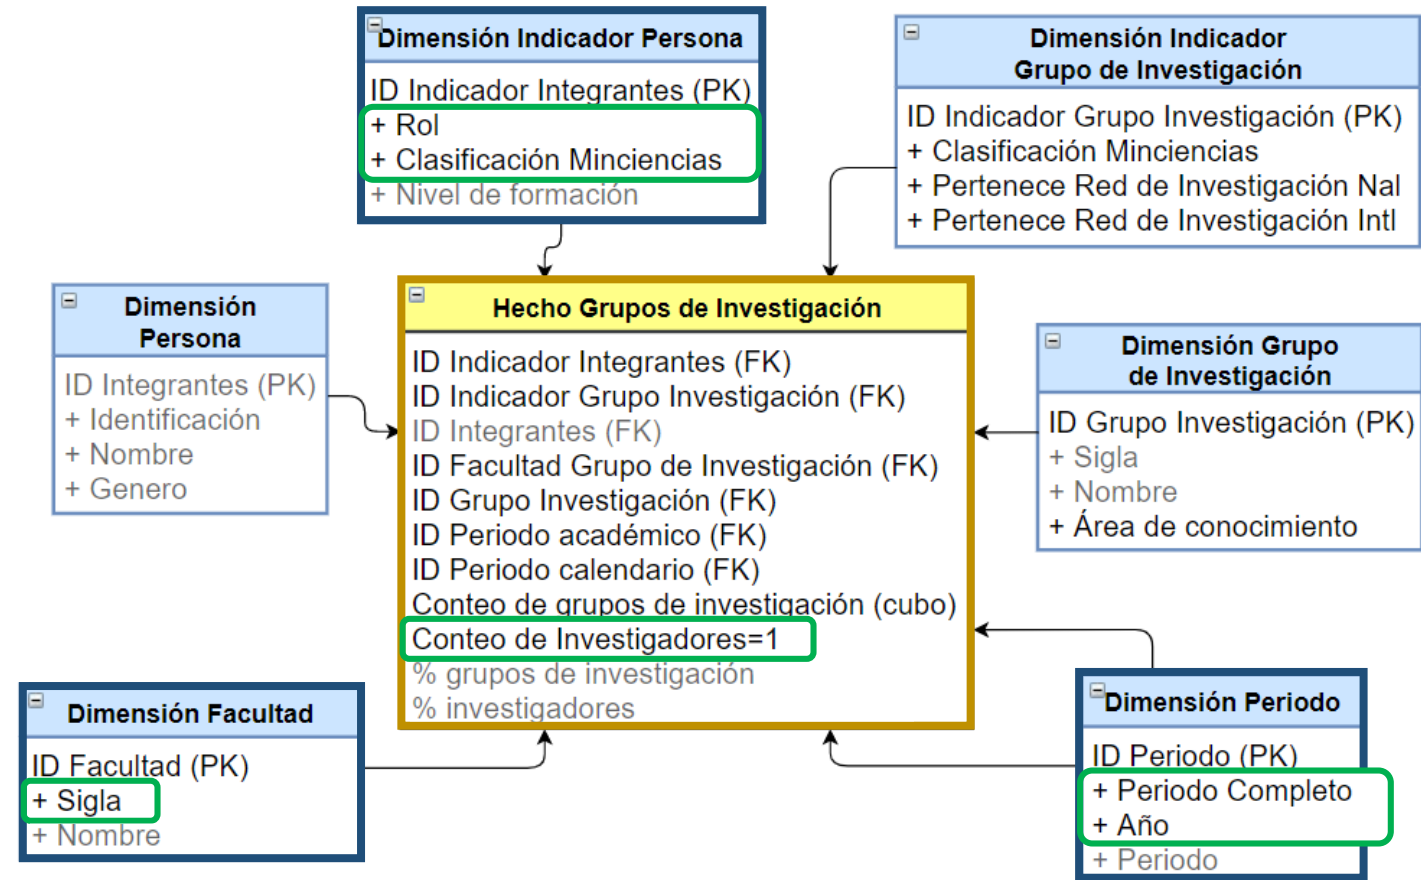 Dimensión Indicador Persona
ID Indicador Integrantes (PK)
+ Rol
+ Clasificación Minciencias
+ Nivel de formación
Dimensión Indicador
Grupo de Investigación
ID Indicador Grupo Investigación (PK)
+ Clasificación Minciencias
+ Pertenece Red de Investigación Nal
+ Pertenece Red de Investigación Intl
Dimensión
Persona
ID Integrantes (PK)
+ Identificación
+ Nombre
+ Genero
Hecho Grupos de Investigación
ID Indicador Integrantes (FK)
ID Indicador Grupo Investigación (FK)
ID Integrantes (FK)
ID Facultad Grupo de Investigación (FK)
ID Grupo Investigación (FK)
ID Periodo académico (FK)
ID Periodo calendario (FK)
Conteo de grupos de investigación (cubo)
Conteo de Investigadores=1
% grupos de investigación
% investigadores
Dimensión Grupo
de Investigación
ID Grupo Investigación (PK)
+ Sigla
+ Nombre
+ Área de conocimiento
Dimensión Facultad
ID Facultad (PK)
+ Sigla
+ Nombre
Dimensión Periodo
ID Periodo (PK)
+ Periodo Completo
+ Año
+ Periodo